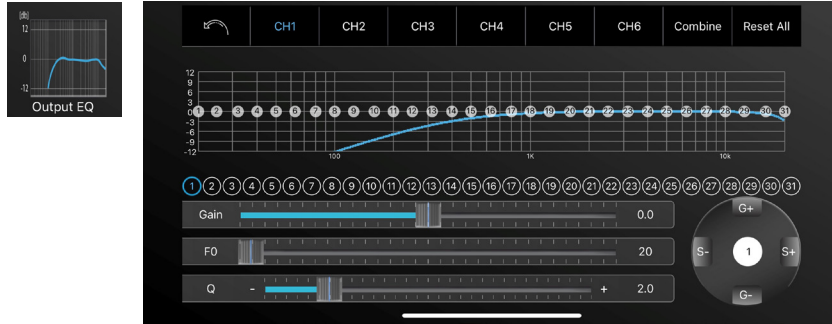 12
0
-12
Output EQ
CH1 CH2 CH3 CH4 CH5 CH6 Combine Reset All
12
9
6
3
0
-3
-6
-9
-12
1 2 3 4 5 6 7 8 9 10 11 12 13 14 15 16 17 18 19 20 21 22 23 24 25 26 27 28 29 30 31
100 1K 10k
1 2 3 4 5 6 7 8 9 10 11 12 13 14 15 16 17 18 19 20 21 22 23 24 25 26 27 28 29 30 31
Gain 0.0
F0 20
Q - + 2.0
G+
S- 1 S+
G-